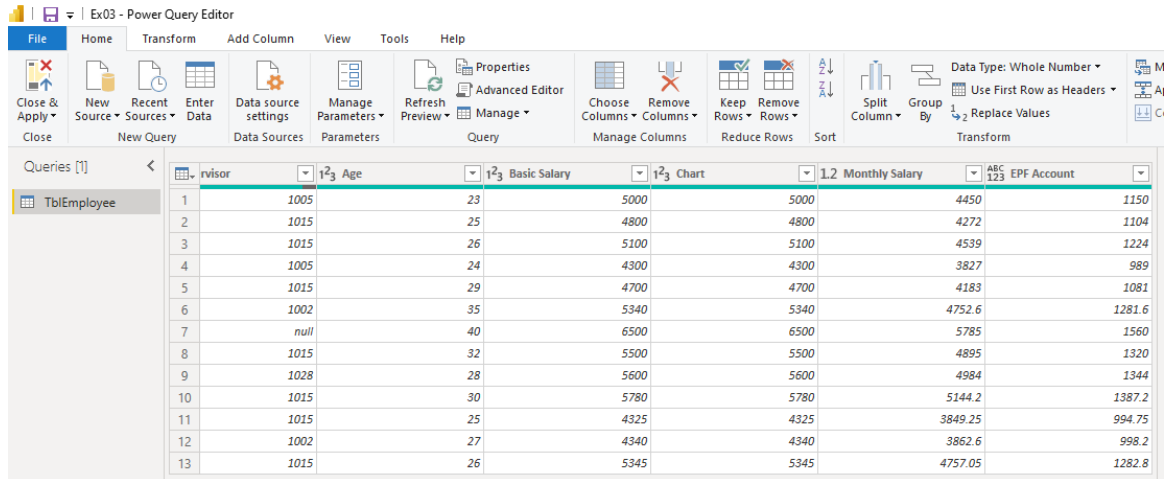 Ex03 - Power Query Editor
File Home Transform Add Column View Tools Help
Close & Apply
New Source
Recent Sources
Enter Data
Data source settings
Manage Parameters
Refresh Preview
Properties
Advanced Editor
Manage
Choose Columns
Remove Columns
Keep Rows
Remove Rows
Split Column
Group By
Data Type: Whole Number
Use First Row as Headers
Replace Values
Close New Query Data Sources Parameters Query Manage Columns Reduce Rows Sort Transform
Queries [1]
TblEmployee
rvisor 123 Age 123 Basic Salary 123 Chart 1.2 Monthly Salary ABC 123 EPF Account
1 1005 23 5000 5000 4450 1150
2 1015 25 4800 4800 4272 1104
3 1015 26 5100 5100 4539 1224
4 1005 24 4300 4300 3827 989
5 1015 29 4700 4700 4183 1081
6 1002 35 5340 5340 4752.6 1281.6
7 null 40 6500 6500 5785 1560
8 1015 32 5500 5500 4895 1320
9 1028 28 5600 5600 4984 1344
10 1015 30 5780 5780 5144.2 1387.2
11 1015 25 4325 4325 3849.25 994.75
12 1002 27 4340 4340 3862.6 998.2
13 1015 26 5345 5345 4757.05 1282.8